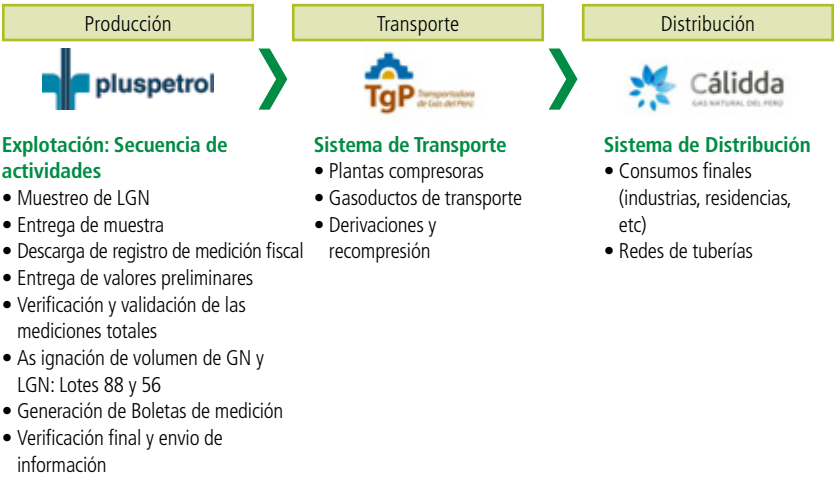 Producción
pluspetrol
Explotación: Secuencia de
actividades
• Muestreo de LGN
• Entrega de muestra
• Descarga de registro de medición fiscal
• Entrega de valores preliminares
• Verificación y validación de las
mediciones totales
• As ignación de volumen de GN y
LGN: Lotes 88 y 56
• Generación de Boletas de medición
• Verificación final y envio de
información
Transporte
TgP Transportadora
de Gas del Perú
Sistema de Transporte
• Plantas compresoras
• Gasoductos de transporte
• Derivaciones y
recompresión
Distribución
Cálidda
GAS NATURAL DEL PERÚ
Sistema de Distribución
• Consumos finales
(industrias, residencias,
etc)
• Redes de tuberías